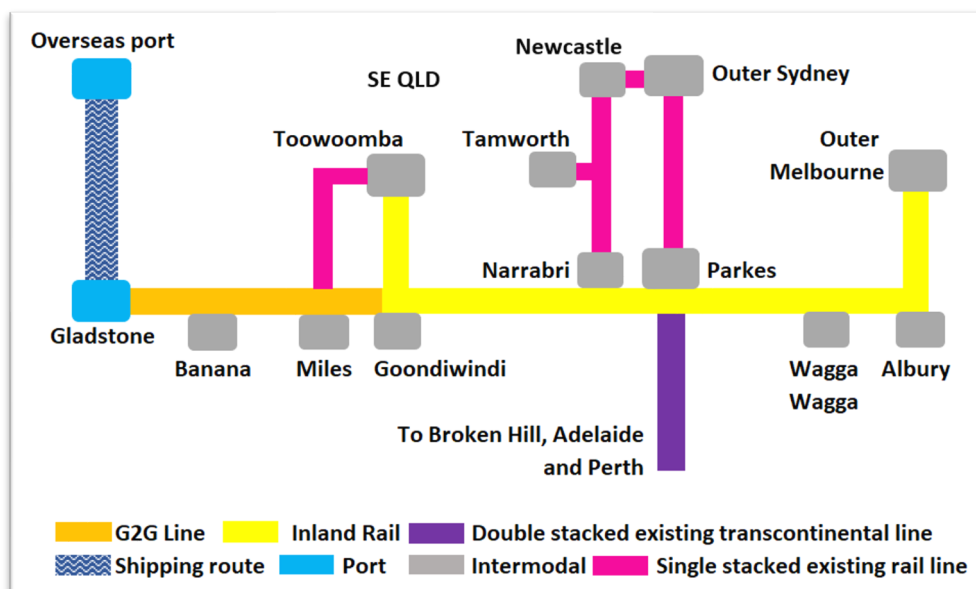 Overseas port
SE QLD
Newcastle
Outer Sydney
Toowoomba
Tamworth
Outer
Melbourne
Narrabri
Parkes
Gladstone
Banana
Miles
Goondiwindi
Wagga
Wagga
Albury
To Broken Hill, Adelaide
and Perth
G2G Line
Inland Rail
Double stacked existing transcontinental line
Shipping route
Port
Intermodal
Single stacked existing rail line